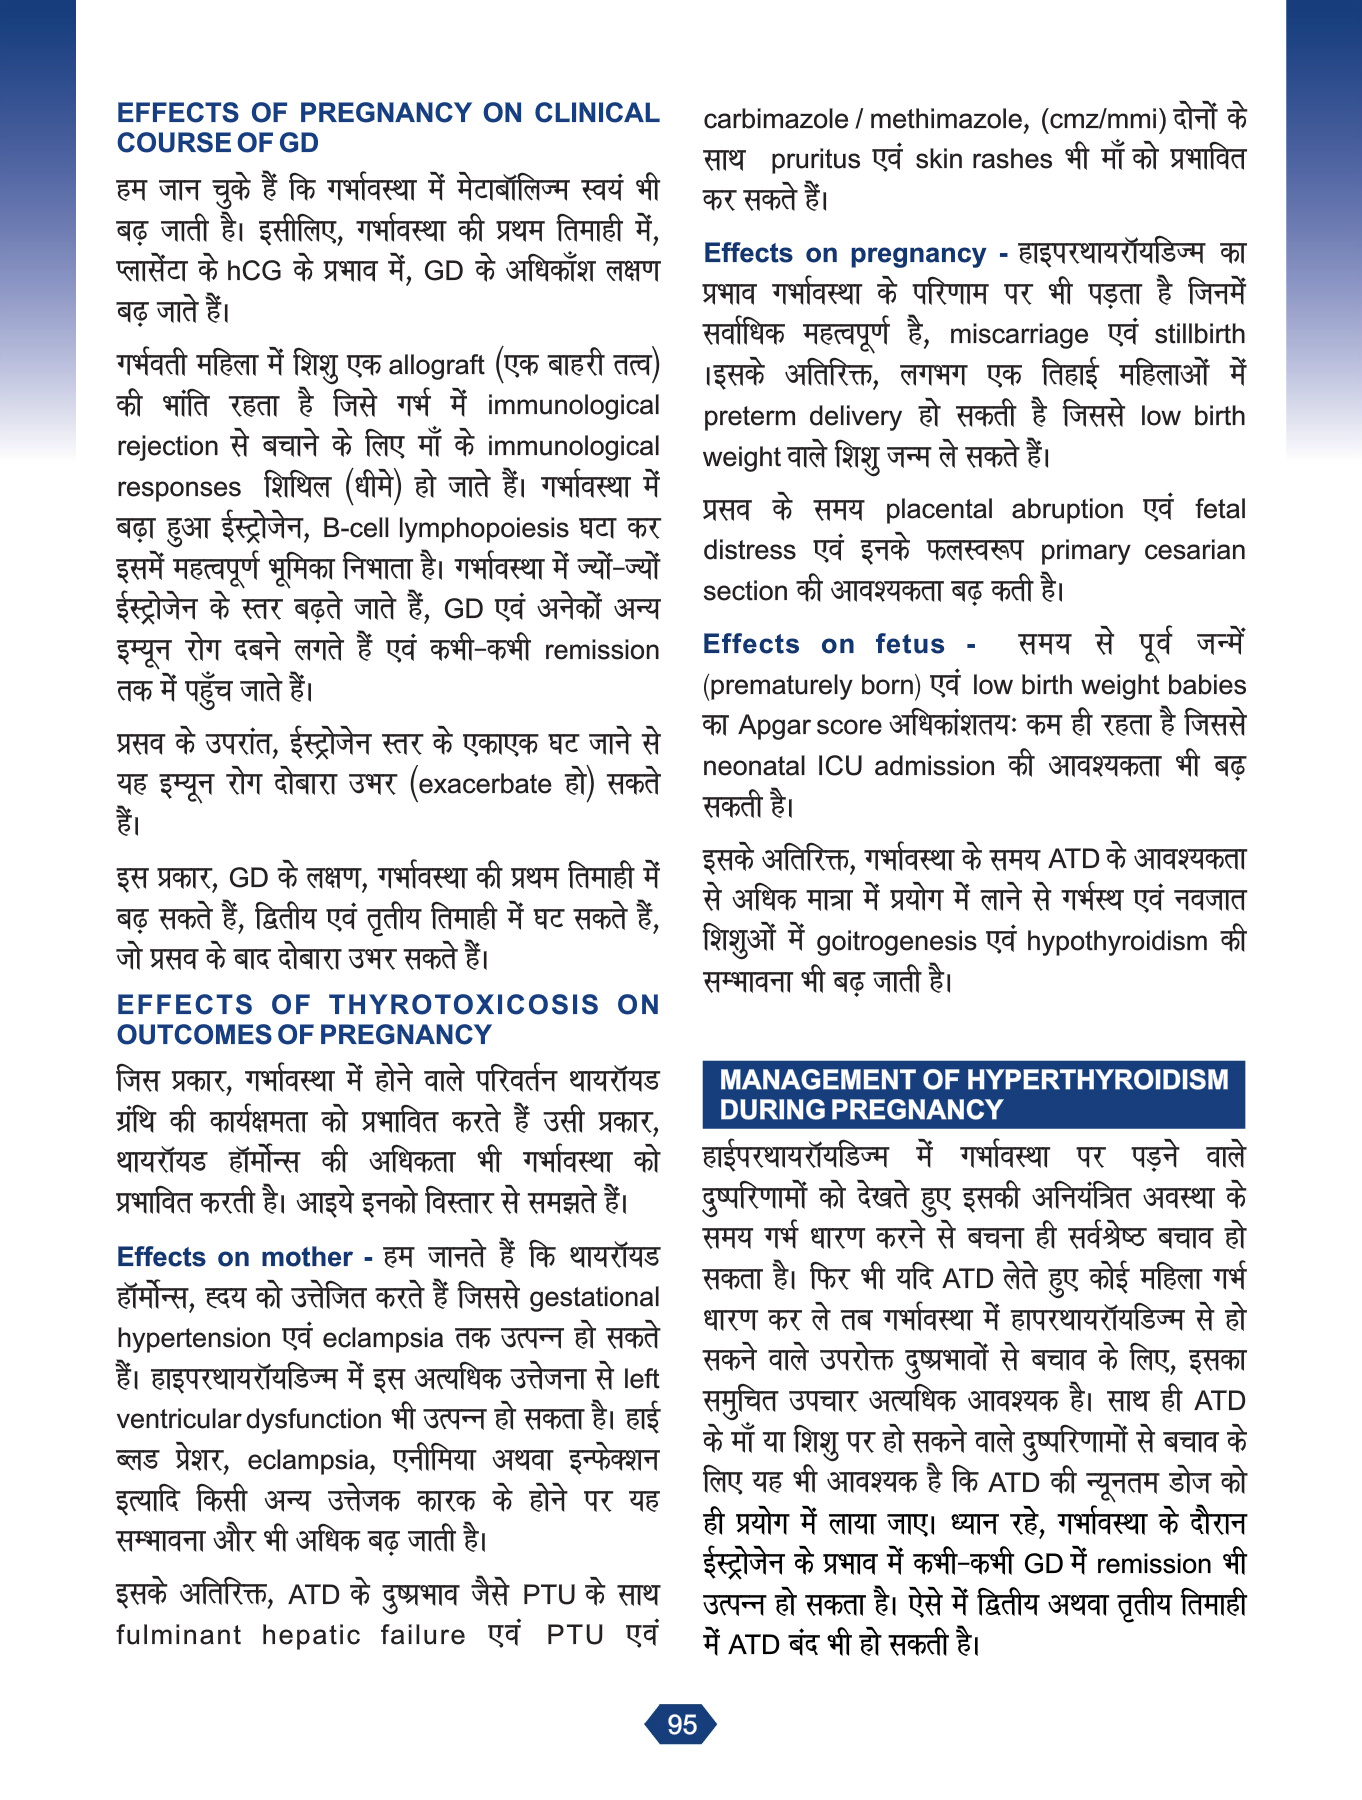 EFFECTS OF PREGNANCY ON CLINICAL
COURSE OF GD
हम जान चुके हैं कि गर्भावस्था में मेटाबॉलिज्म स्वयं भी
बढ़ जाती है। इसीलिए, गर्भावस्था की प्रथम तिमाही में,
प्लासेंटा के hCG के प्रभाव में, GD के अधिकाँश लक्षण
बढ़ जाते हैं।
गर्भवती महिला में शिशु एक allograft (एक बाहरी तत्व)
की भांति रहता है जिसे गर्भ में immunological
rejection से बचाने के लिए माँ के immunological
responses शिथिल (धीमे) हो जाते हैं। गर्भावस्था में
बढ़ा हुआ ईस्ट्रोजेन, B-cell lymphopoiesis घटा कर
इसमें महत्वपूर्ण भूमिका निभाता है। गर्भावस्था में ज्यों-ज्यों
ईस्ट्रोजेन के स्तर बढ़ते जाते हैं, GD एवं अनेकों अन्य
इम्यून रोग दबने लगते हैं एवं कभी-कभी remission
तक में पहुँच जाते हैं।
प्रसव के उपरांत, ईस्ट्रोजेन स्तर के एकाएक घट जाने से
यह इम्यून रोग दोबारा उभर (exacerbate हो) सकते
हैं।
इस प्रकार, GD के लक्षण, गर्भावस्था की प्रथम तिमाही में
बढ़ सकते हैं, द्वितीय एवं तृतीय तिमाही में घट सकते हैं,
जो प्रसव के बाद दोबारा उभर सकते हैं।
EFFECTS OF THYROTOXICOSIS ON
OUTCOMES OF PREGNANCY
जिस प्रकार, गर्भावस्था में होने वाले परिवर्तन थायरॉयड
ग्रंथि की कार्यक्षमता को प्रभावित करते हैं उसी प्रकार,
थायरॉयड हॉर्मोन्स की अधिकता भी गर्भावस्था को
प्रभावित करती है। आइये इनको विस्तार से समझते हैं।
Effects on mother - हम जानते हैं कि थायरॉयड
हॉर्मोन्स, ह्दय को उत्तेजित करते हैं जिससे gestational
hypertension एवं eclampsia तक उत्पन्न हो सकते
हैं। हाइपरथायरॉयडिज्म में इस अत्यधिक उत्तेजना से left
ventricular dysfunction भी उत्पन्न हो सकता है। हाई
ब्लड प्रेशर, eclampsia, एनीमिया अथवा इन्फेक्शन
इत्यादि किसी अन्य उत्तेजक कारक के होने पर यह
सम्भावना और भी अधिक बढ़ जाती है।
इसके अतिरिक्त, ATD के दुष्प्रभाव जैसे PTU के साथ
fulminant hepatic failure एवं PTU एवं
carbimazole / methimazole, (cmz/mmi) दोनों के
साथ pruritus एवं skin rashes भी माँ को प्रभावित
कर सकते हैं।
Effects on pregnancy - हाइपरथायरॉयडिज्म का
प्रभाव गर्भावस्था के परिणाम पर भी पड़ता है जिनमें
सर्वाधिक महत्वपूर्ण है, miscarriage एवं stillbirth
।इसके अतिरिक्त, लगभग एक तिहाई महिलाओं में
preterm delivery हो सकती है जिससे low birth
weight वाले शिशु जन्म ले सकते हैं।
प्रसव के समय placental abruption एवं fetal
distress एवं इनके फलस्वरूप primary cesarian
section की आवश्यकता बढ़ कती है।
Effects on fetus - समय से पूर्व जन्में
(prematurely born) एवं low birth weight babies
का Apgar score अधिकांशतयः कम ही रहता है जिससे
neonatal ICU admission की आवश्यकता भी बढ़
सकती है।
इसके अतिरिक्त, गर्भावस्था के समय ATD के आवश्यकता
से अधिक मात्रा में प्रयोग में लाने से गर्भस्थ एवं नवजात
शिशुओं में goitrogenesis एवं hypothyroidism की
सम्भावना भी बढ़ जाती है।
MANAGEMENT OF HYPERTHYROIDISM
DURING PREGNANCY
हाईपरथायरॉयडिज्म में गर्भावस्था पर पड़ने वाले
दुष्परिणामों को देखते हुए इसकी अनियंत्रित अवस्था के
समय गर्भ धारण करने से बचना ही सर्वश्रेष्ठ बचाव हो
सकता है। फिर भी यदि ATD लेते हुए कोई महिला गर्भ
धारण कर ले तब गर्भावस्था में हापरथायरॉयडिज्म से हो
सकने वाले उपरोक्त दुष्प्रभावों से बचाव के लिए, इसका
समुचित उपचार अत्यधिक आवश्यक है। साथ ही ATD
के माँ या शिशु पर हो सकने वाले दुष्परिणामों से बचाव के
लिए यह भी आवश्यक है कि ATD की न्यूनतम डोज को
ही प्रयोग में लाया जाए। ध्यान रहे, गर्भावस्था के दौरान
ईस्ट्रोजेन के प्रभाव में कभी-कभी GD में remission भी
उत्पन्न हो सकता है। ऐसे में द्वितीय अथवा तृतीय तिमाही
में ATD बंद भी हो सकती है।
95